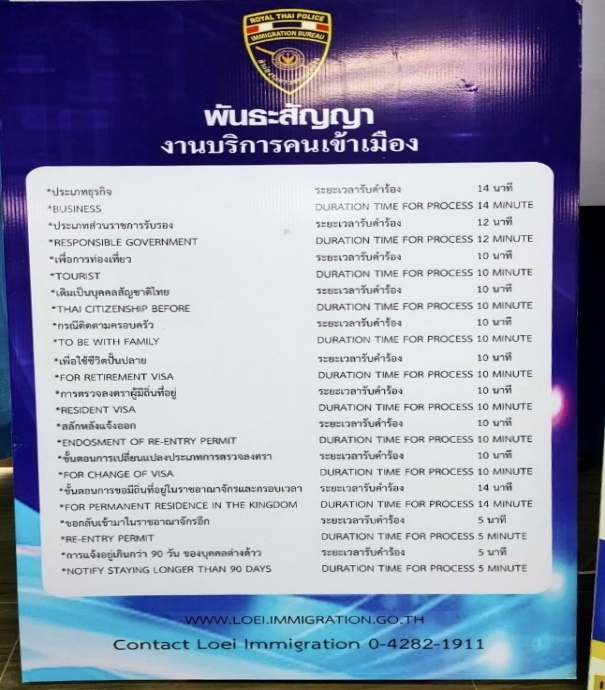 ROYAL THAI POLICE
IMMIGRATION BUREAU
พันธะสัญญา
งานบริการคนเข้าเมือง
*ประเภทธุรกิจ ระยะเวลารับคำร้อง 14 นาที
*BUSINESS DURATION TIME FOR PROCESS 14 MINUTE
*ประเภทส่วนราชการรับรอง ระยะเวลารับคำร้อง 12 นาที
*RESPONSIBLE GOVERNMENT DURATION TIME FOR PROCESS 12 MINUTE
*เพื่อการท่องเที่ยว ระยะเวลารับคำร้อง 10 นาที
*TOURIST DURATION TIME FOR PROCESS 10 MINUTE
*เดิมเป็นบุคคลสัญชาติไทย ระยะเวลารับคำร้อง 10 นาที
*THAI CITIZENSHIP BEFORE DURATION TIME FOR PROCESS 10 MINUTE
*กรณีติดตามครอบครัว ระยะเวลารับคำร้อง 10 นาที
*TO BE WITH FAMILY DURATION TIME FOR PROCESS 10 MINUTE
*เพื่อใช้ชีวิตปั้นปลาย ระยะเวลารับคำร้อง 10 นาที
*FOR RETIREMENT VISA DURATION TIME FOR PROCESS 10 MINUTE
*การตรวจลงตราผู้มีถิ่นที่อยู่ ระยะเวลารับคำร้อง 10 นาที
*RESIDENT VISA DURATION TIME FOR PROCESS 10 MINUTE
*สลักหลังแจ้งออก ระยะเวลารับคำร้อง 10 นาที
*ENDOSMENT OF RE-ENTRY PERMIT DURATION TIME FOR PROCESS 10 MINUTE
*ขั้นตอนการเปลี่ยนแปลงประเภทการตรวจลงตรา ระยะเวลารับคำร้อง 10 นาที
*FOR CHANGE OF VISA DURATION TIME FOR PROCESS 10 MINUTE
*ขั้นตอนการขอมีถิ่นที่อยู่ในราชอาณาจักรและกรอบเวลา ระยะเวลารับคำร้อง 14 นาที
*FOR PERMANENT RESIDENCE IN THE KINGDOM DURATION TIME FOR PROCESS 14 MINUTE
*ขอกลับเข้ามาในราชอาณาจักรอีก ระยะเวลารับคำร้อง 5 นาที
*RE-ENTRY PERMIT DURATION TIME FOR PROCESS 5 MINUTE
*การแจ้งอยู่เกินกว่า 90 วัน ของบุคคลต่างด้าว ระยะเวลารับคำร้อง 5 นาที
*NOTIFY STAYING LONGER THAN 90 DAYS DURATION TIME FOR PROCESS 5 MINUTE
WWW.LOEI.IMMIGRATION.GO.TH
Contact Loei Immigration 0-4282-1911